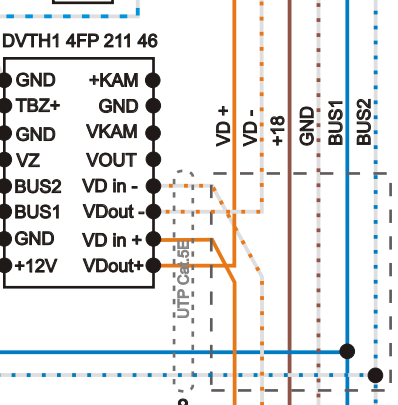 DVTH1 4FP 211 46
GND +KAM
TBZ+ GND
GND VKAM
VZ VOUT
BUS2 VD in -
BUS1 VDout -
GND VD in +
+12V VDout+
VD +
VD -
+18
GND
BUS1
BUS2
UTP Cat.5E